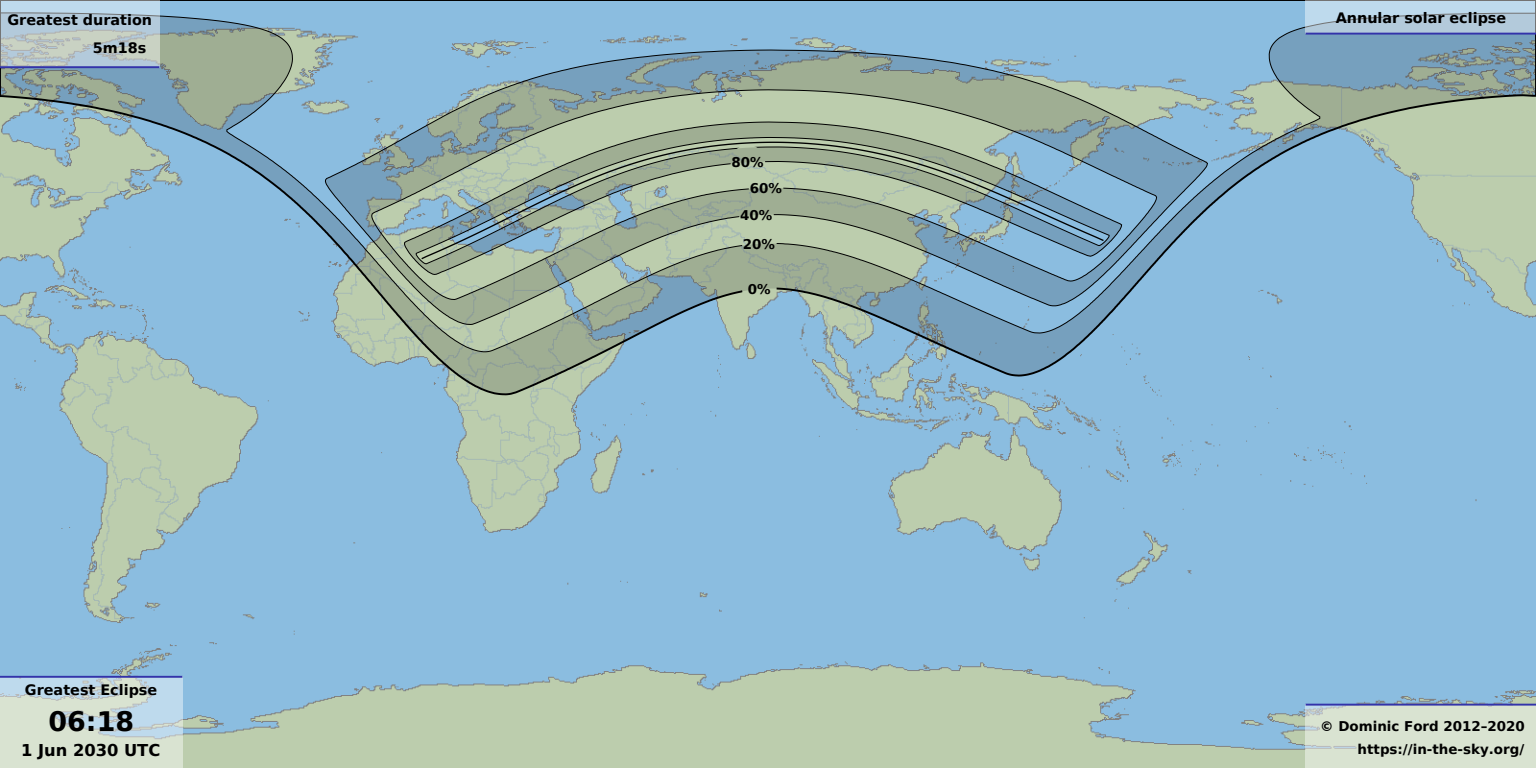 Greatest duration
5m18s
Annular solar eclipse
80%
60%
40%
20%
0%
Greatest Eclipse
06:18
1 Jun 2030 UTC
© Dominic Ford 2012–2020
https://in-the-sky.org/